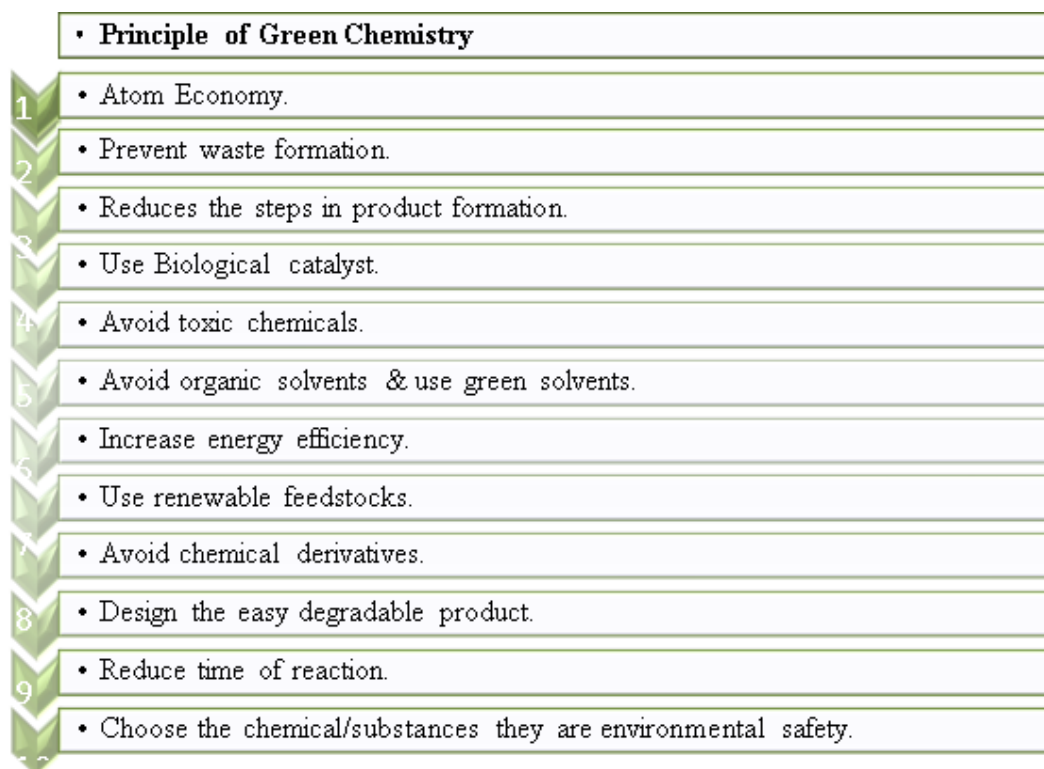 • Principle of Green Chemistry
1 • Atom Economy.
2 • Prevent waste formation.
• Reduces the steps in product formation.
3 • Use Biological catalyst.
4 • Avoid toxic chemicals.
5 • Avoid organic solvents & use green solvents.
6 • Increase energy efficiency.
• Use renewable feedstocks.
7 • Avoid chemical derivatives.
8 • Design the easy degradable product.
9 • Reduce time of reaction.
• Choose the chemical/substances they are environmental safety.